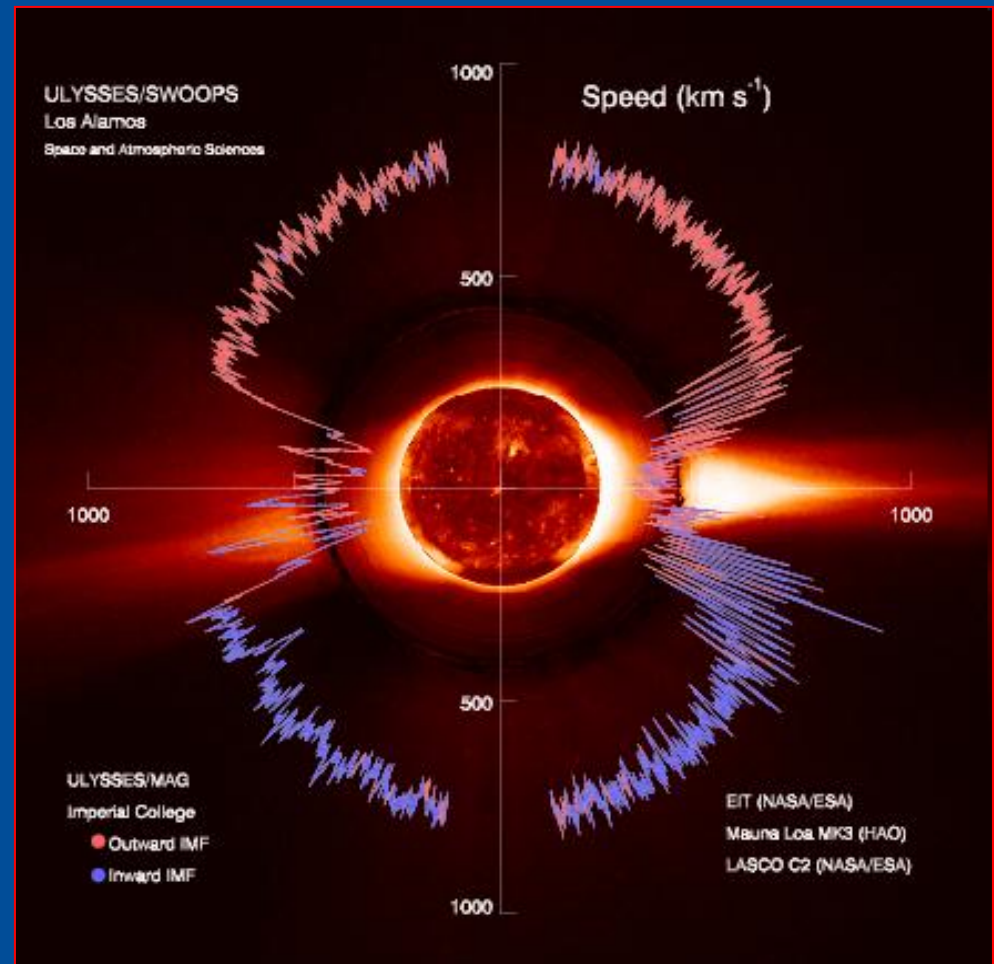 ULYSSES/SWOOPS
Los Alamos
Space and Atmospheric Sciences
Speed (km s⁻¹)
1000
500
1000
1000
500
1000
ULYSSES/MAG
Imperial College
Outward IMF
Inward IMF
EIT (NASA/ESA)
Mauna Loa MK3 (HAO)
LASCO C2 (NASA/ESA)